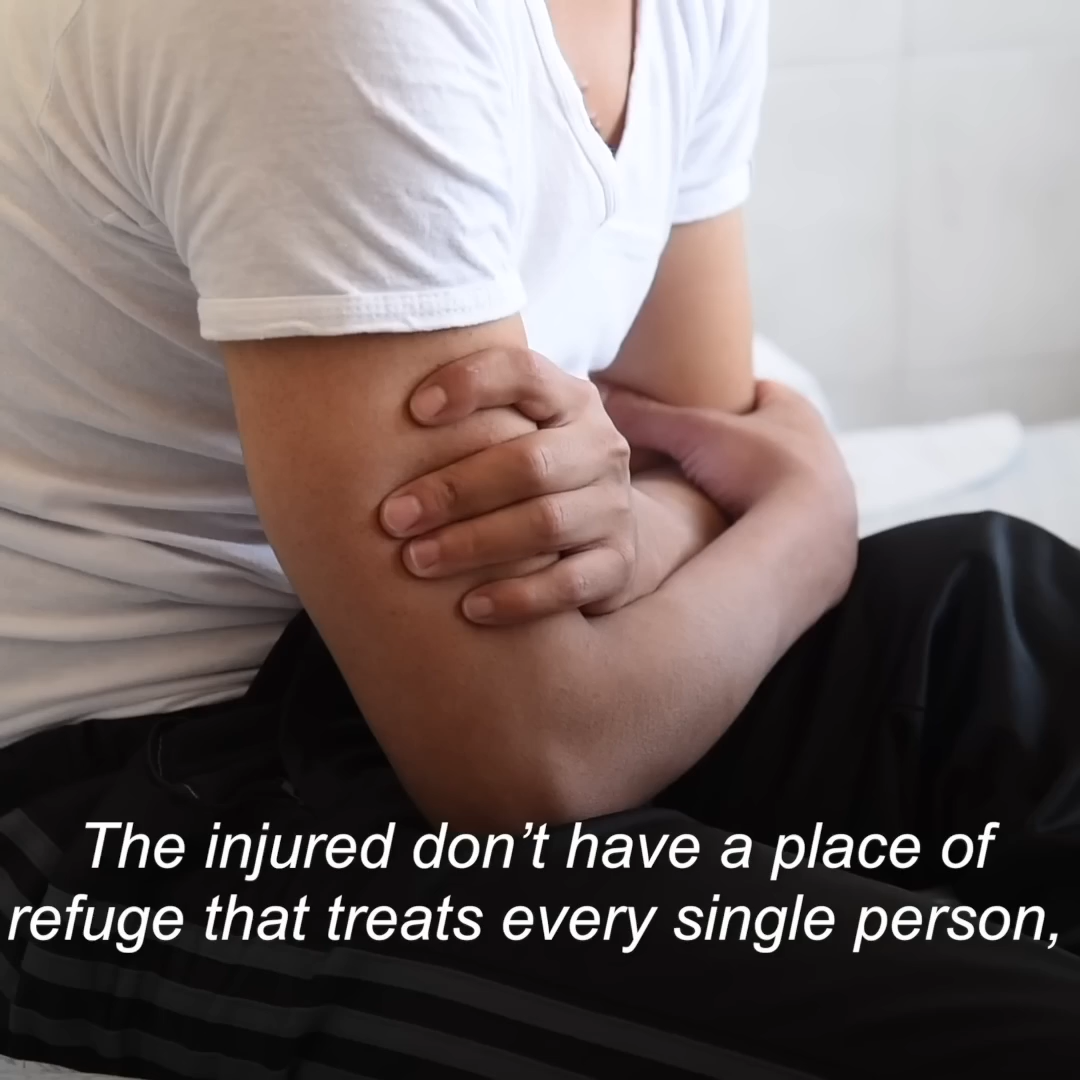 The injured don’t have a place of
refuge that treats every single person,